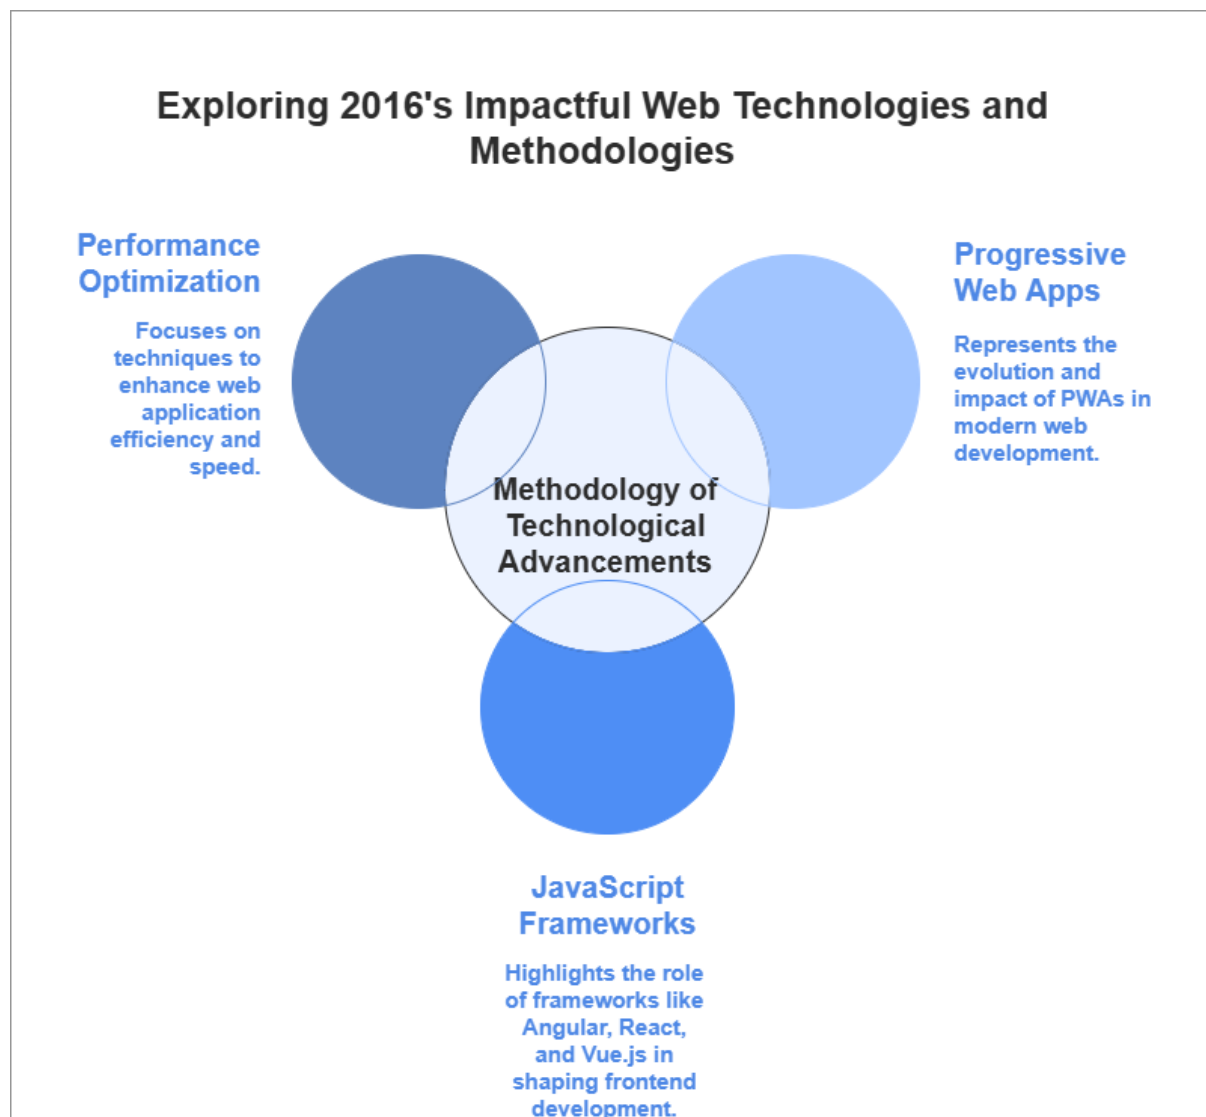 Exploring 2016's Impactful Web Technologies and
Methodologies
Performance
Optimization
Focuses on
techniques to
enhance web
application
efficiency and
speed.
Progressive
Web Apps
Represents the
evolution and
impact of PWAs in
modern web
development.
Methodology of
Technological
Advancements
JavaScript
Frameworks
Highlights the role
of frameworks like
Angular, React,
and Vue.js in
shaping frontend
development.